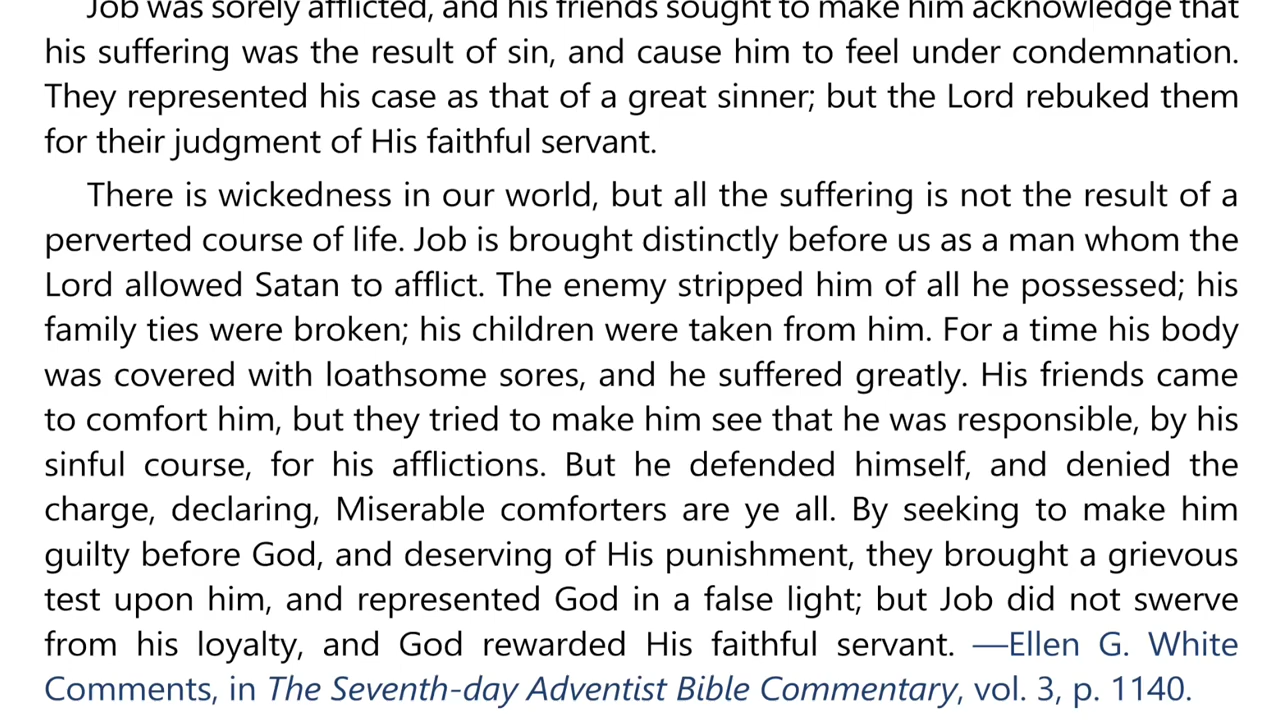 Job was sorely afflicted, and his friends sought to make him acknowledge that
his suffering was the result of sin, and cause him to feel under condemnation.
They represented his case as that of a great sinner; but the Lord rebuked them
for their judgment of His faithful servant.
There is wickedness in our world, but all the suffering is not the result of a
perverted course of life. Job is brought distinctly before us as a man whom the
Lord allowed Satan to afflict. The enemy stripped him of all he possessed; his
family ties were broken; his children were taken from him. For a time his body
was covered with loathsome sores, and he suffered greatly. His friends came
to comfort him, but they tried to make him see that he was responsible, by his
sinful course, for his afflictions. But he defended himself, and denied the
charge, declaring, Miserable comforters are ye all. By seeking to make him
guilty before God, and deserving of His punishment, they brought a grievous
test upon him, and represented God in a false light; but Job did not swerve
from his loyalty, and God rewarded His faithful servant. —Ellen G. White
Comments, in The Seventh-day Adventist Bible Commentary, vol. 3, p. 1140.